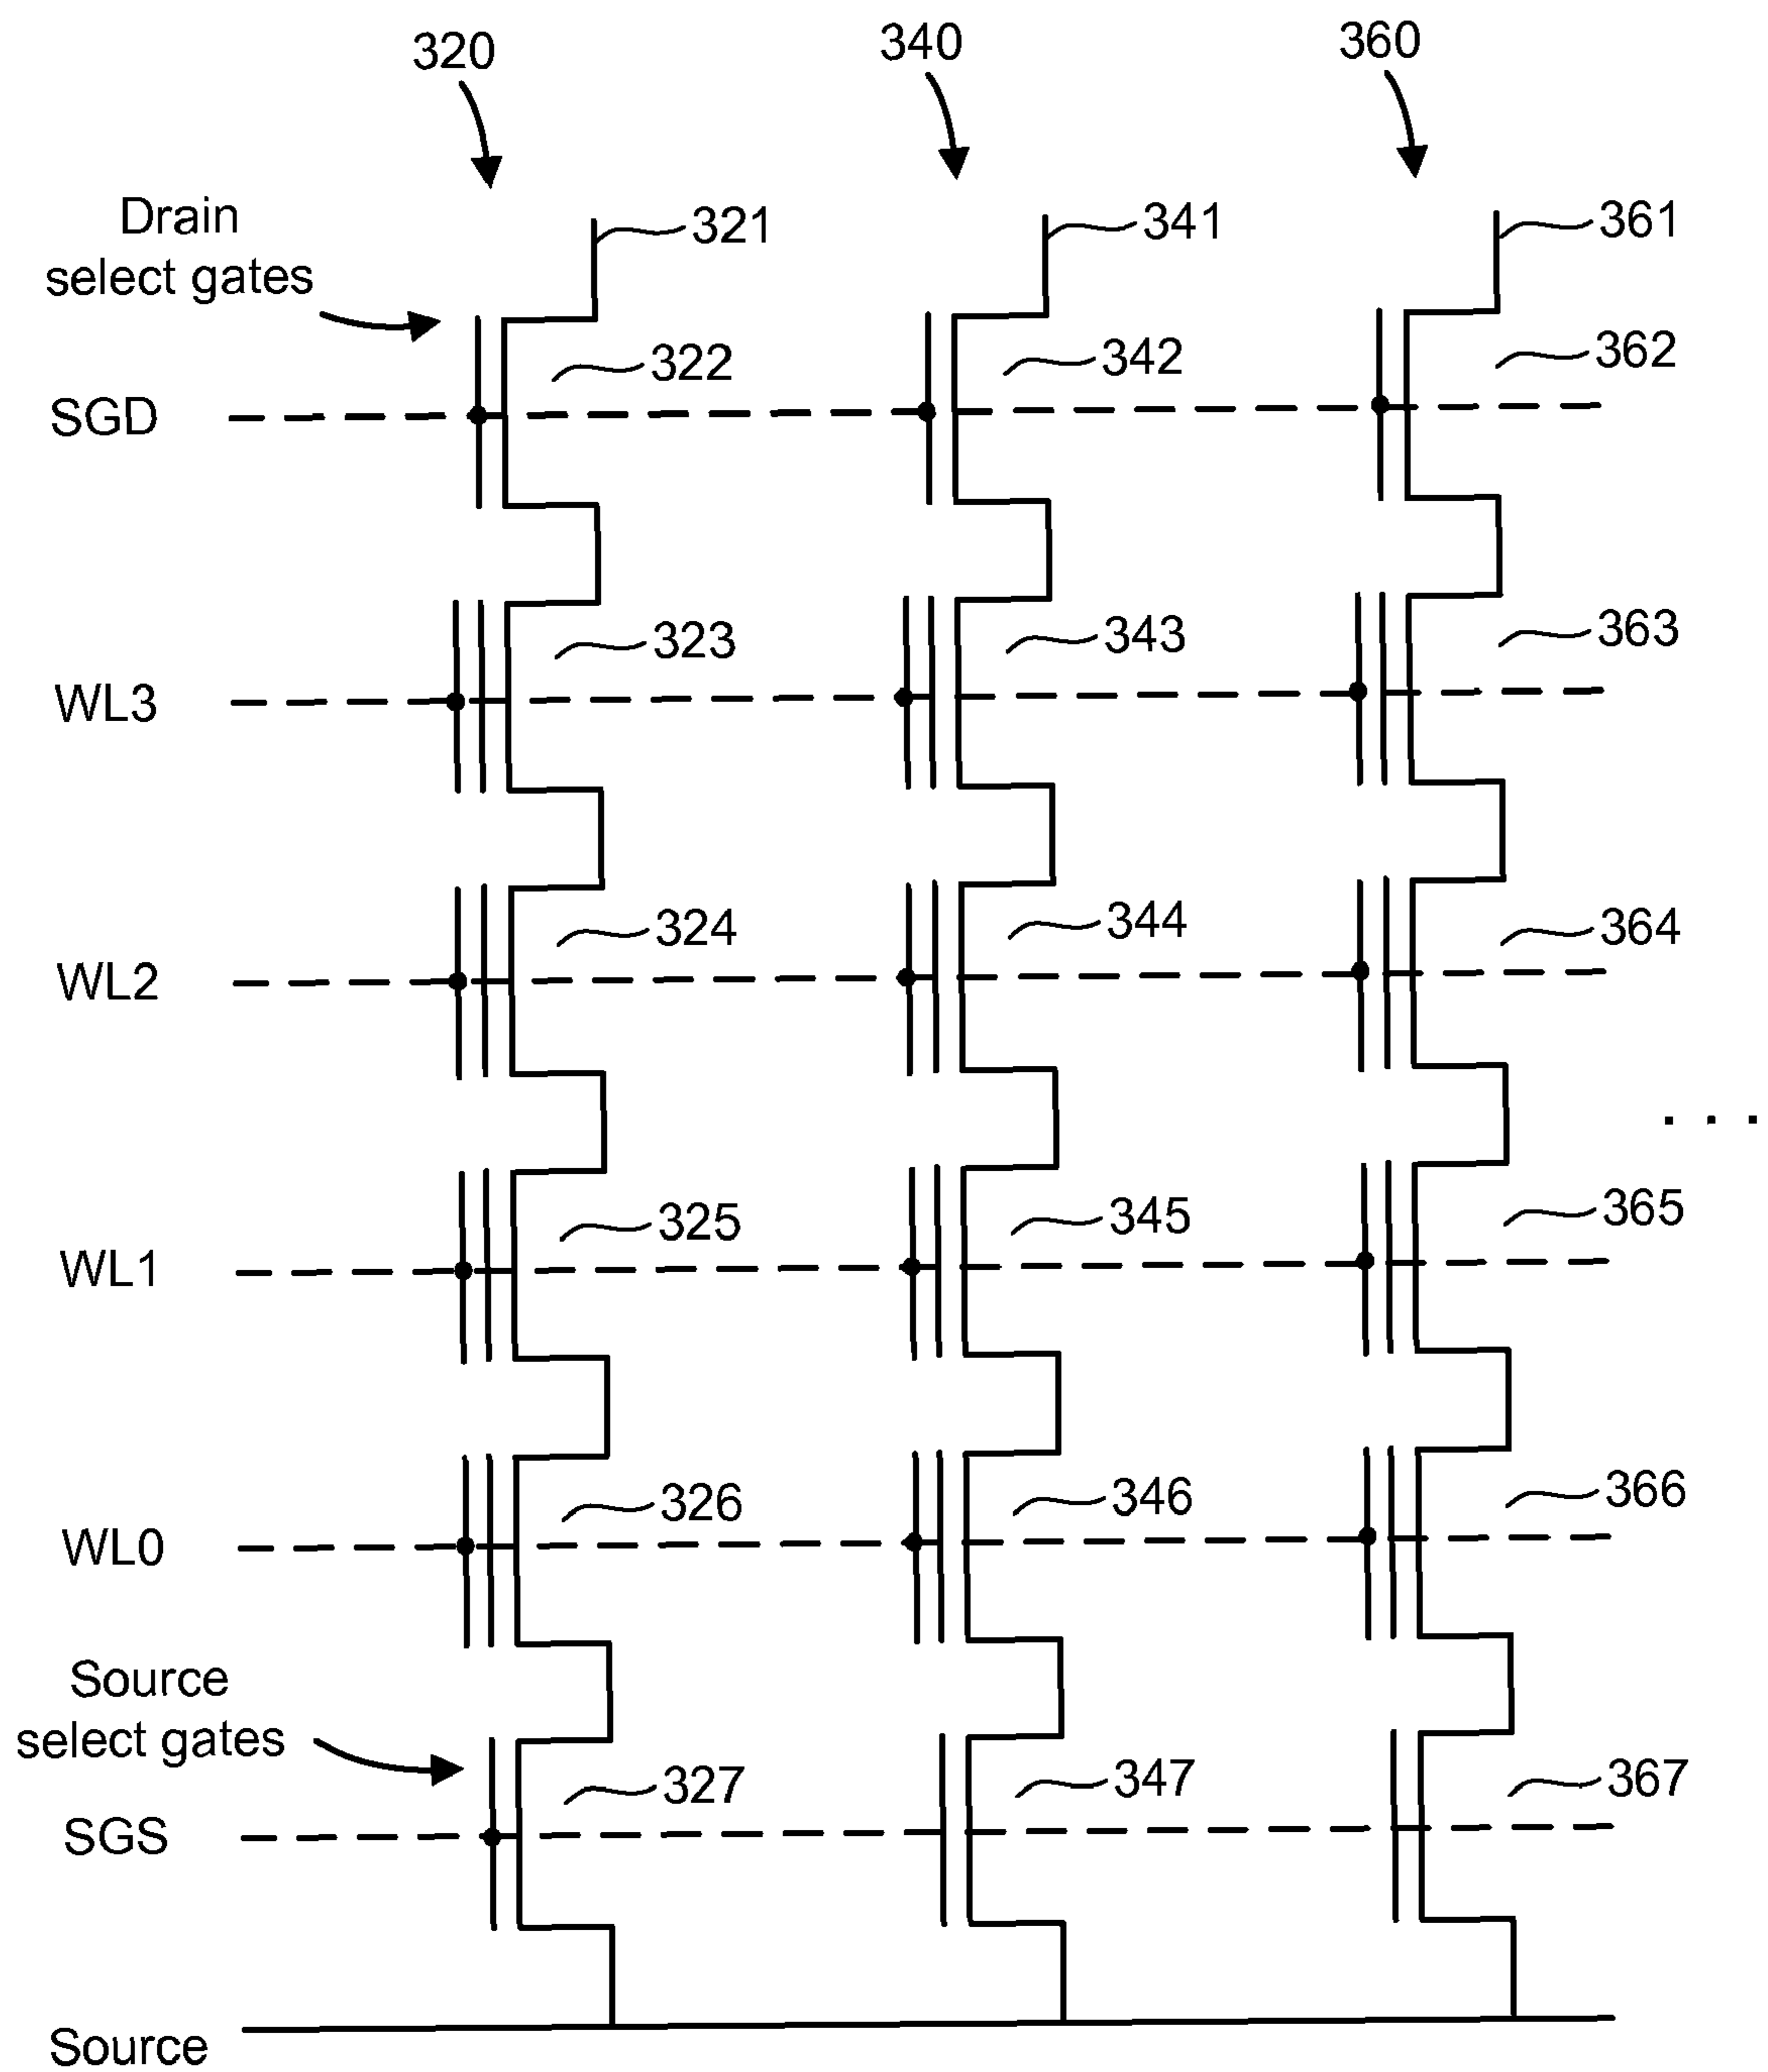 320 340 360
Drain
select gates
321 341 361
322 342 362
SGD
323 343 363
WL3
324 344 364
WL2
. . .
325 345 365
WL1
326 346 366
WL0
Source
select gates
327 347 367
SGS
Source